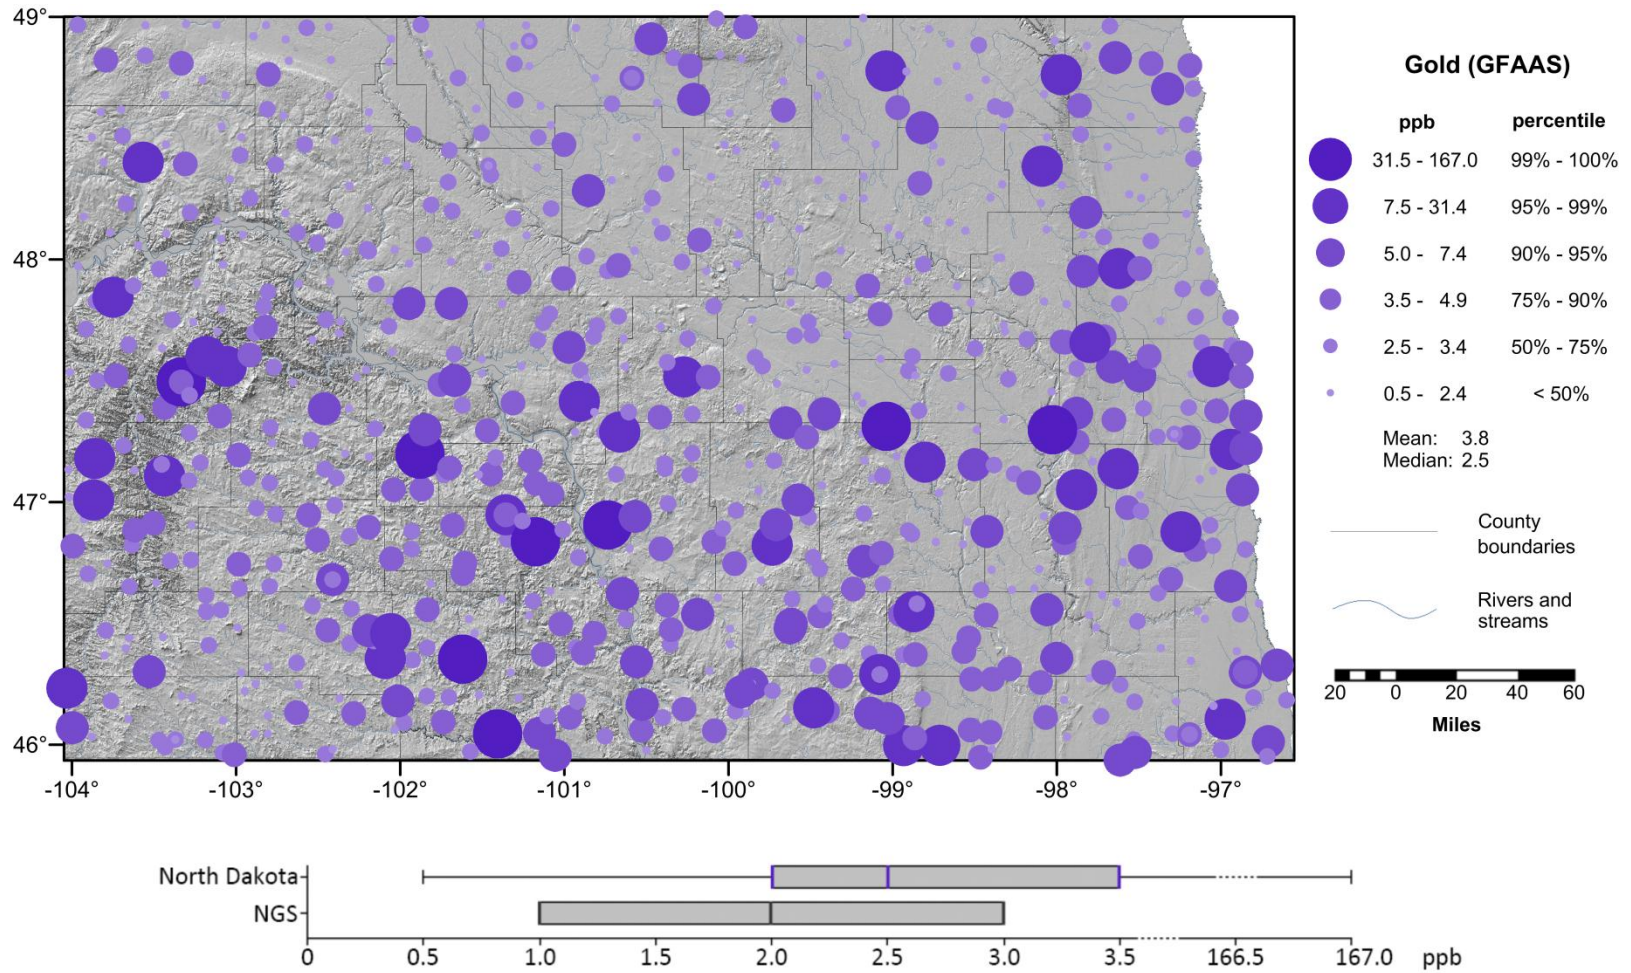 49°
48°
47°
46°
-104°
-103°
-102°
-101°
-100°
-99°
-98°
-97°
Gold (GFAAS)
ppb percentile
31.5 - 167.0 99% - 100%
7.5 - 31.4 95% - 99%
5.0 - 7.4 90% - 95%
3.5 - 4.9 75% - 90%
2.5 - 3.4 50% - 75%
0.5 - 2.4 < 50%
Mean: 3.8
Median: 2.5
County
boundaries
Rivers and
streams
20 0 20 40 60
Miles
North Dakota
NGS
0 0.5 1.0 1.5 2.0 2.5 3.0 3.5 166.5 167.0 ppb